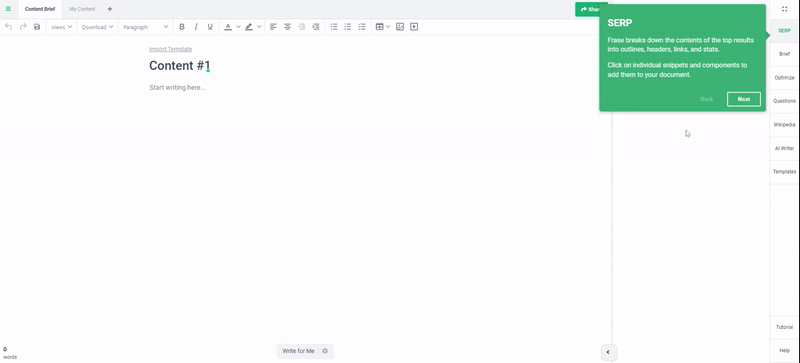 Content Brief
My Content
+
Share
Views
Download
Paragraph
B
I
U
A
Import Template
Content #1
Start writing here...
SERP
Frase breaks down the contents of the top results
into outlines, headers, links, and stats.
Click on individual snippets and components to
add them to your document.
Back
Next
SERP
Brief
Optimize
Questions
Wikipedia
AI Writer
Templates
Tutorial
Help
0
words
Write for Me